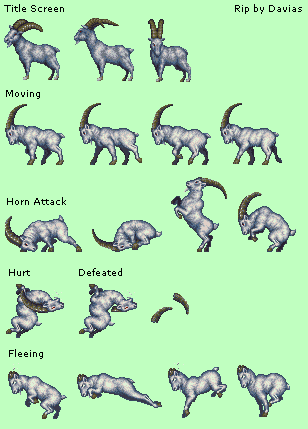 Title Screen
Rip by Davias
Moving
Horn Attack
Hurt
Defeated
Fleeing